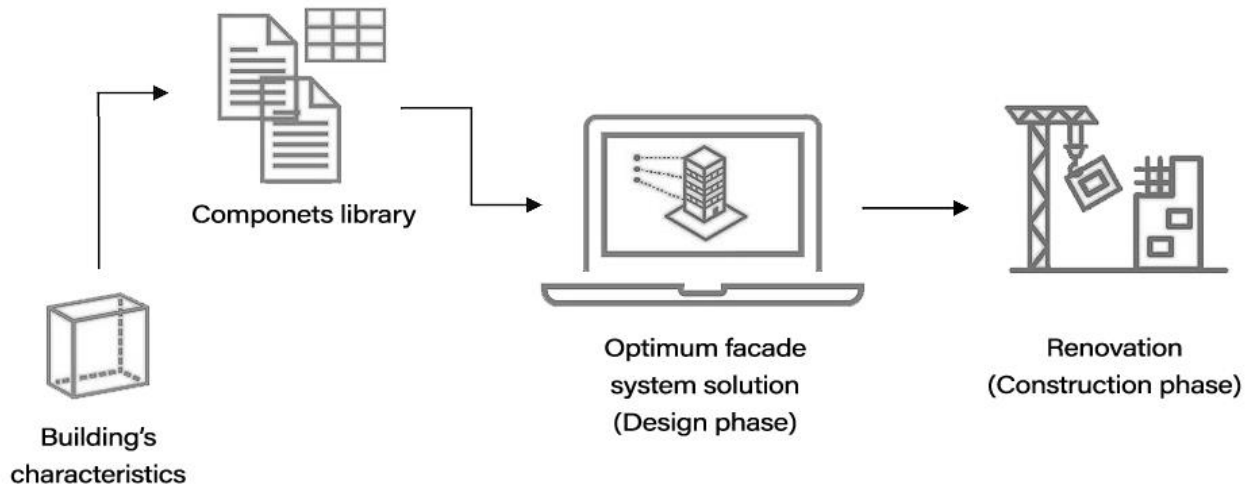 Componets library
Building's
characteristics
Optimum facade
system solution
(Design phase)
Renovation
(Construction phase)